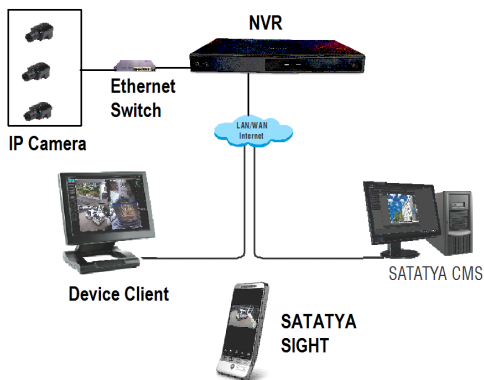 NVR
Ethernet
Switch
IP Camera
LAN/WAN
Internet
Device Client
SATATYA CMS
SATATYA
SIGHT